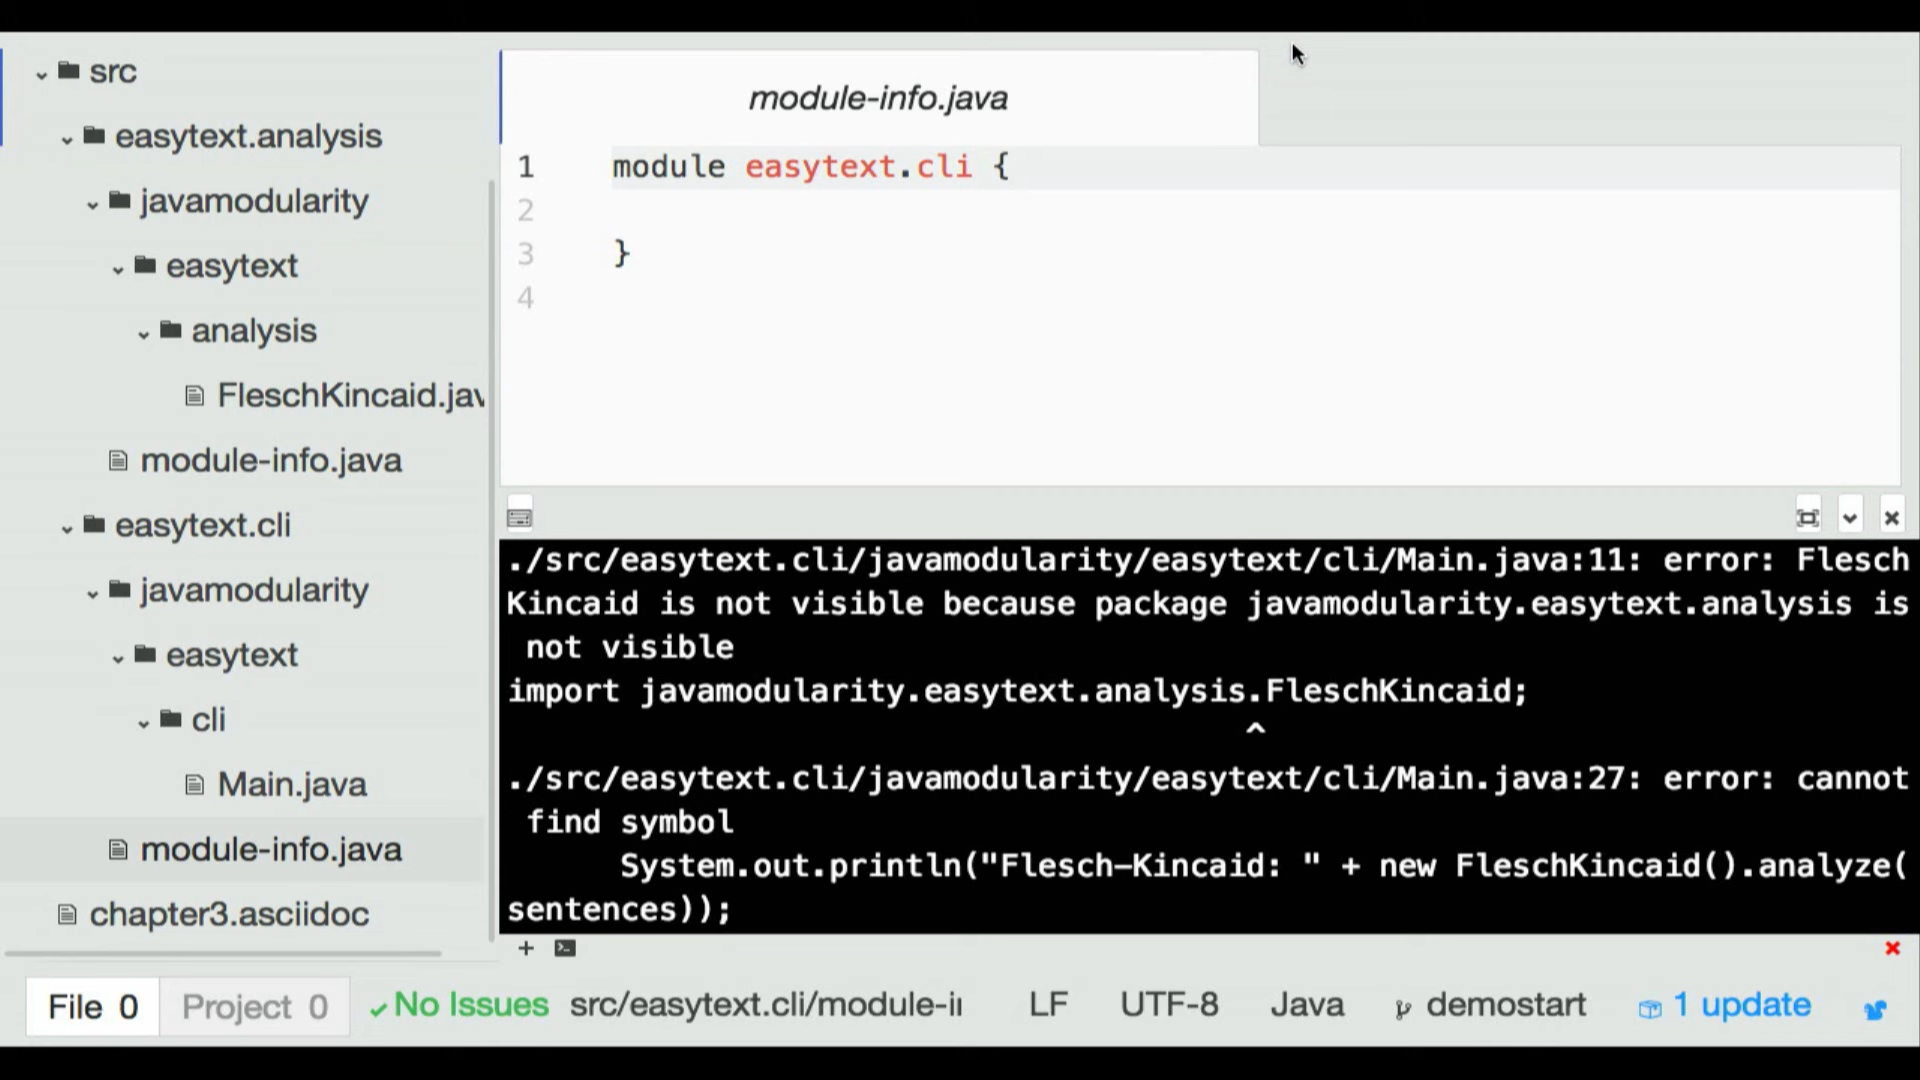 src
easytext.analysis
javamodularity
easytext
analysis
FleschKincaid.jav
module-info.java
easytext.cli
javamodularity
easytext
cli
Main.java
module-info.java
chapter3.asciidoc
module-info.java
1 module easytext.cli {
2
3 }
4
./src/easytext.cli/javamodularity/easytext/cli/Main.java:11: error: Flesch
Kincaid is not visible because package javamodularity.easytext.analysis is
not visible
import javamodularity.easytext.analysis.FleschKincaid;
^
./src/easytext.cli/javamodularity/easytext/cli/Main.java:27: error: cannot
find symbol
System.out.println("Flesch-Kincaid: " + new FleschKincaid().analyze(
sentences));
File 0 Project 0 No Issues src/easytext.cli/module-in LF UTF-8 Java demostart 1 update